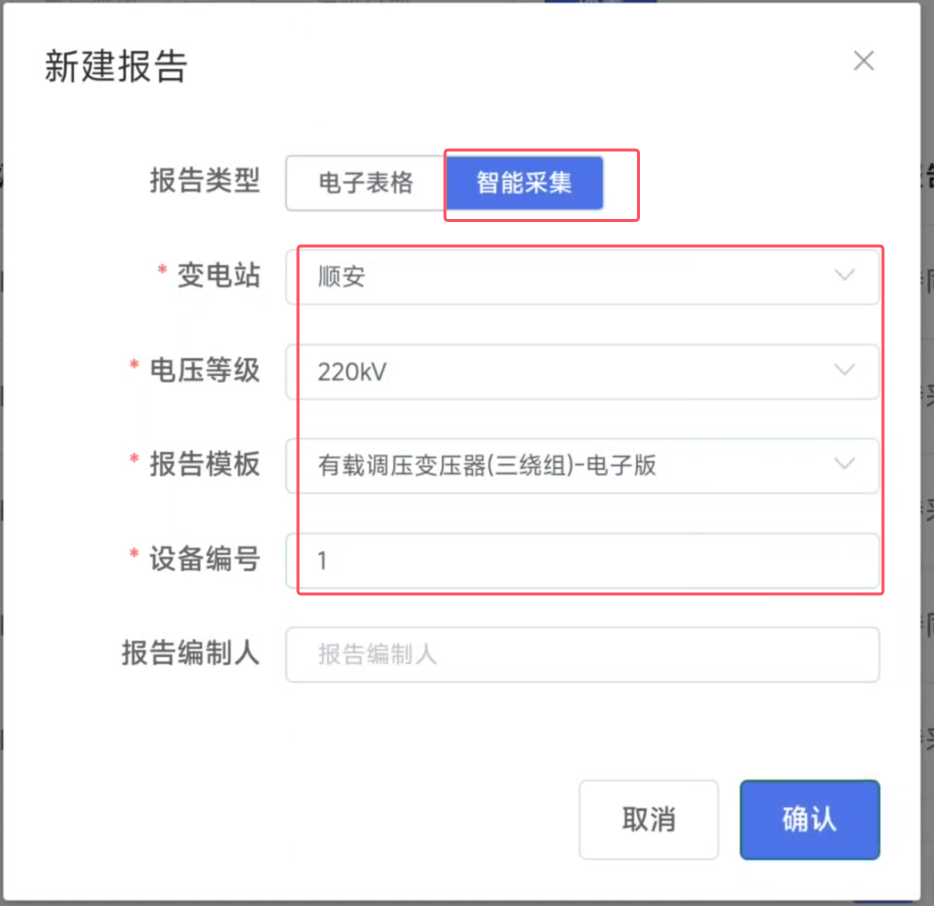 新建报告
报告类型 电子表格 智能采集
* 变电站 顺安
* 电压等级 220kV
* 报告模板 有载调压变压器(三绕组)-电子版
* 设备编号 1
报告编制人 报告编制人
取消 确认